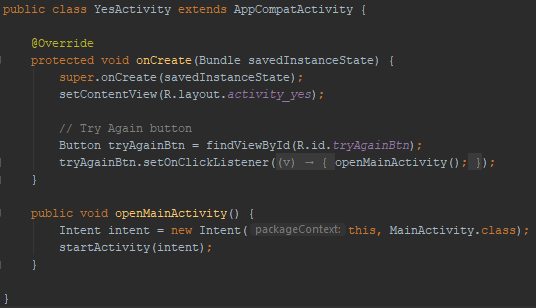 public class YesActivity extends AppCompatActivity {
@Override
protected void onCreate(Bundle savedInstanceState) {
super.onCreate(savedInstanceState);
setContentView(R.layout.activity_yes);
// Try Again button
Button tryAgainBtn = findViewById(R.id.tryAgainBtn);
tryAgainBtn.setOnClickListener((v) → { openMainActivity(); });
}
public void openMainActivity() {
Intent intent = new Intent( packageContext: this, MainActivity.class);
startActivity(intent);
}
}